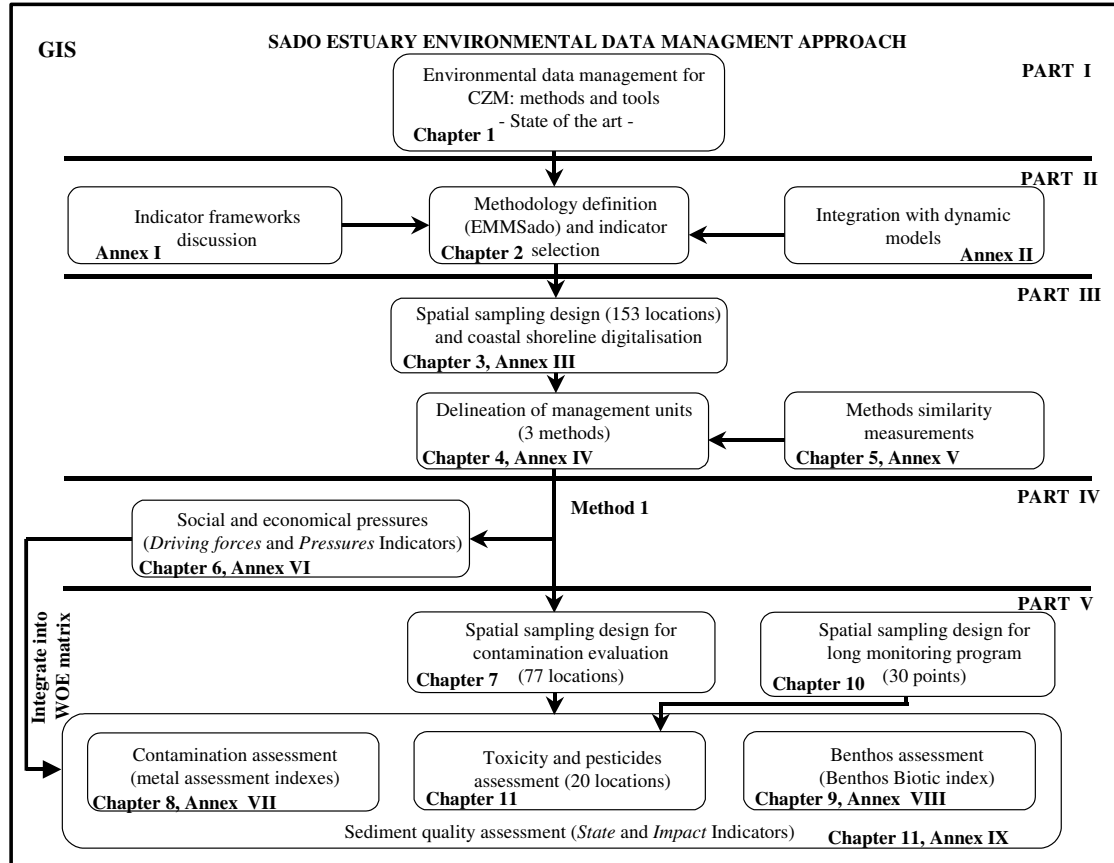 GIS
SADO ESTUARY ENVIRONMENTAL DATA MANAGMENT APPROACH
PART I
Environmental data management for
CZM: methods and tools
- State of the art -
Chapter 1
PART II
Indicator frameworks
discussion
Annex I
Methodology definition
(EMMSado) and indicator
selection
Chapter 2
Integration with dynamic
models
Annex II
PART III
Spatial sampling design (153 locations)
and coastal shoreline digitalisation
Chapter 3, Annex III
Delineation of management units
(3 methods)
Chapter 4, Annex IV
Methods similarity
measurements
Chapter 5, Annex V
PART IV
Method 1
Social and economical pressures
(Driving forces and Pressures Indicators)
Chapter 6, Annex VI
PART V
Integrate into
WOE matrix
Spatial sampling design for
contamination evaluation
(77 locations)
Chapter 7
Spatial sampling design for
long monitoring program
(30 points)
Chapter 10
Contamination assessment
(metal assessment indexes)
Chapter 8, Annex VII
Toxicity and pesticides
assessment (20 locations)
Chapter 11
Benthos assessment
(Benthos Biotic index)
Chapter 9, Annex VIII
Sediment quality assessment (State and Impact Indicators)
Chapter 11, Annex IX